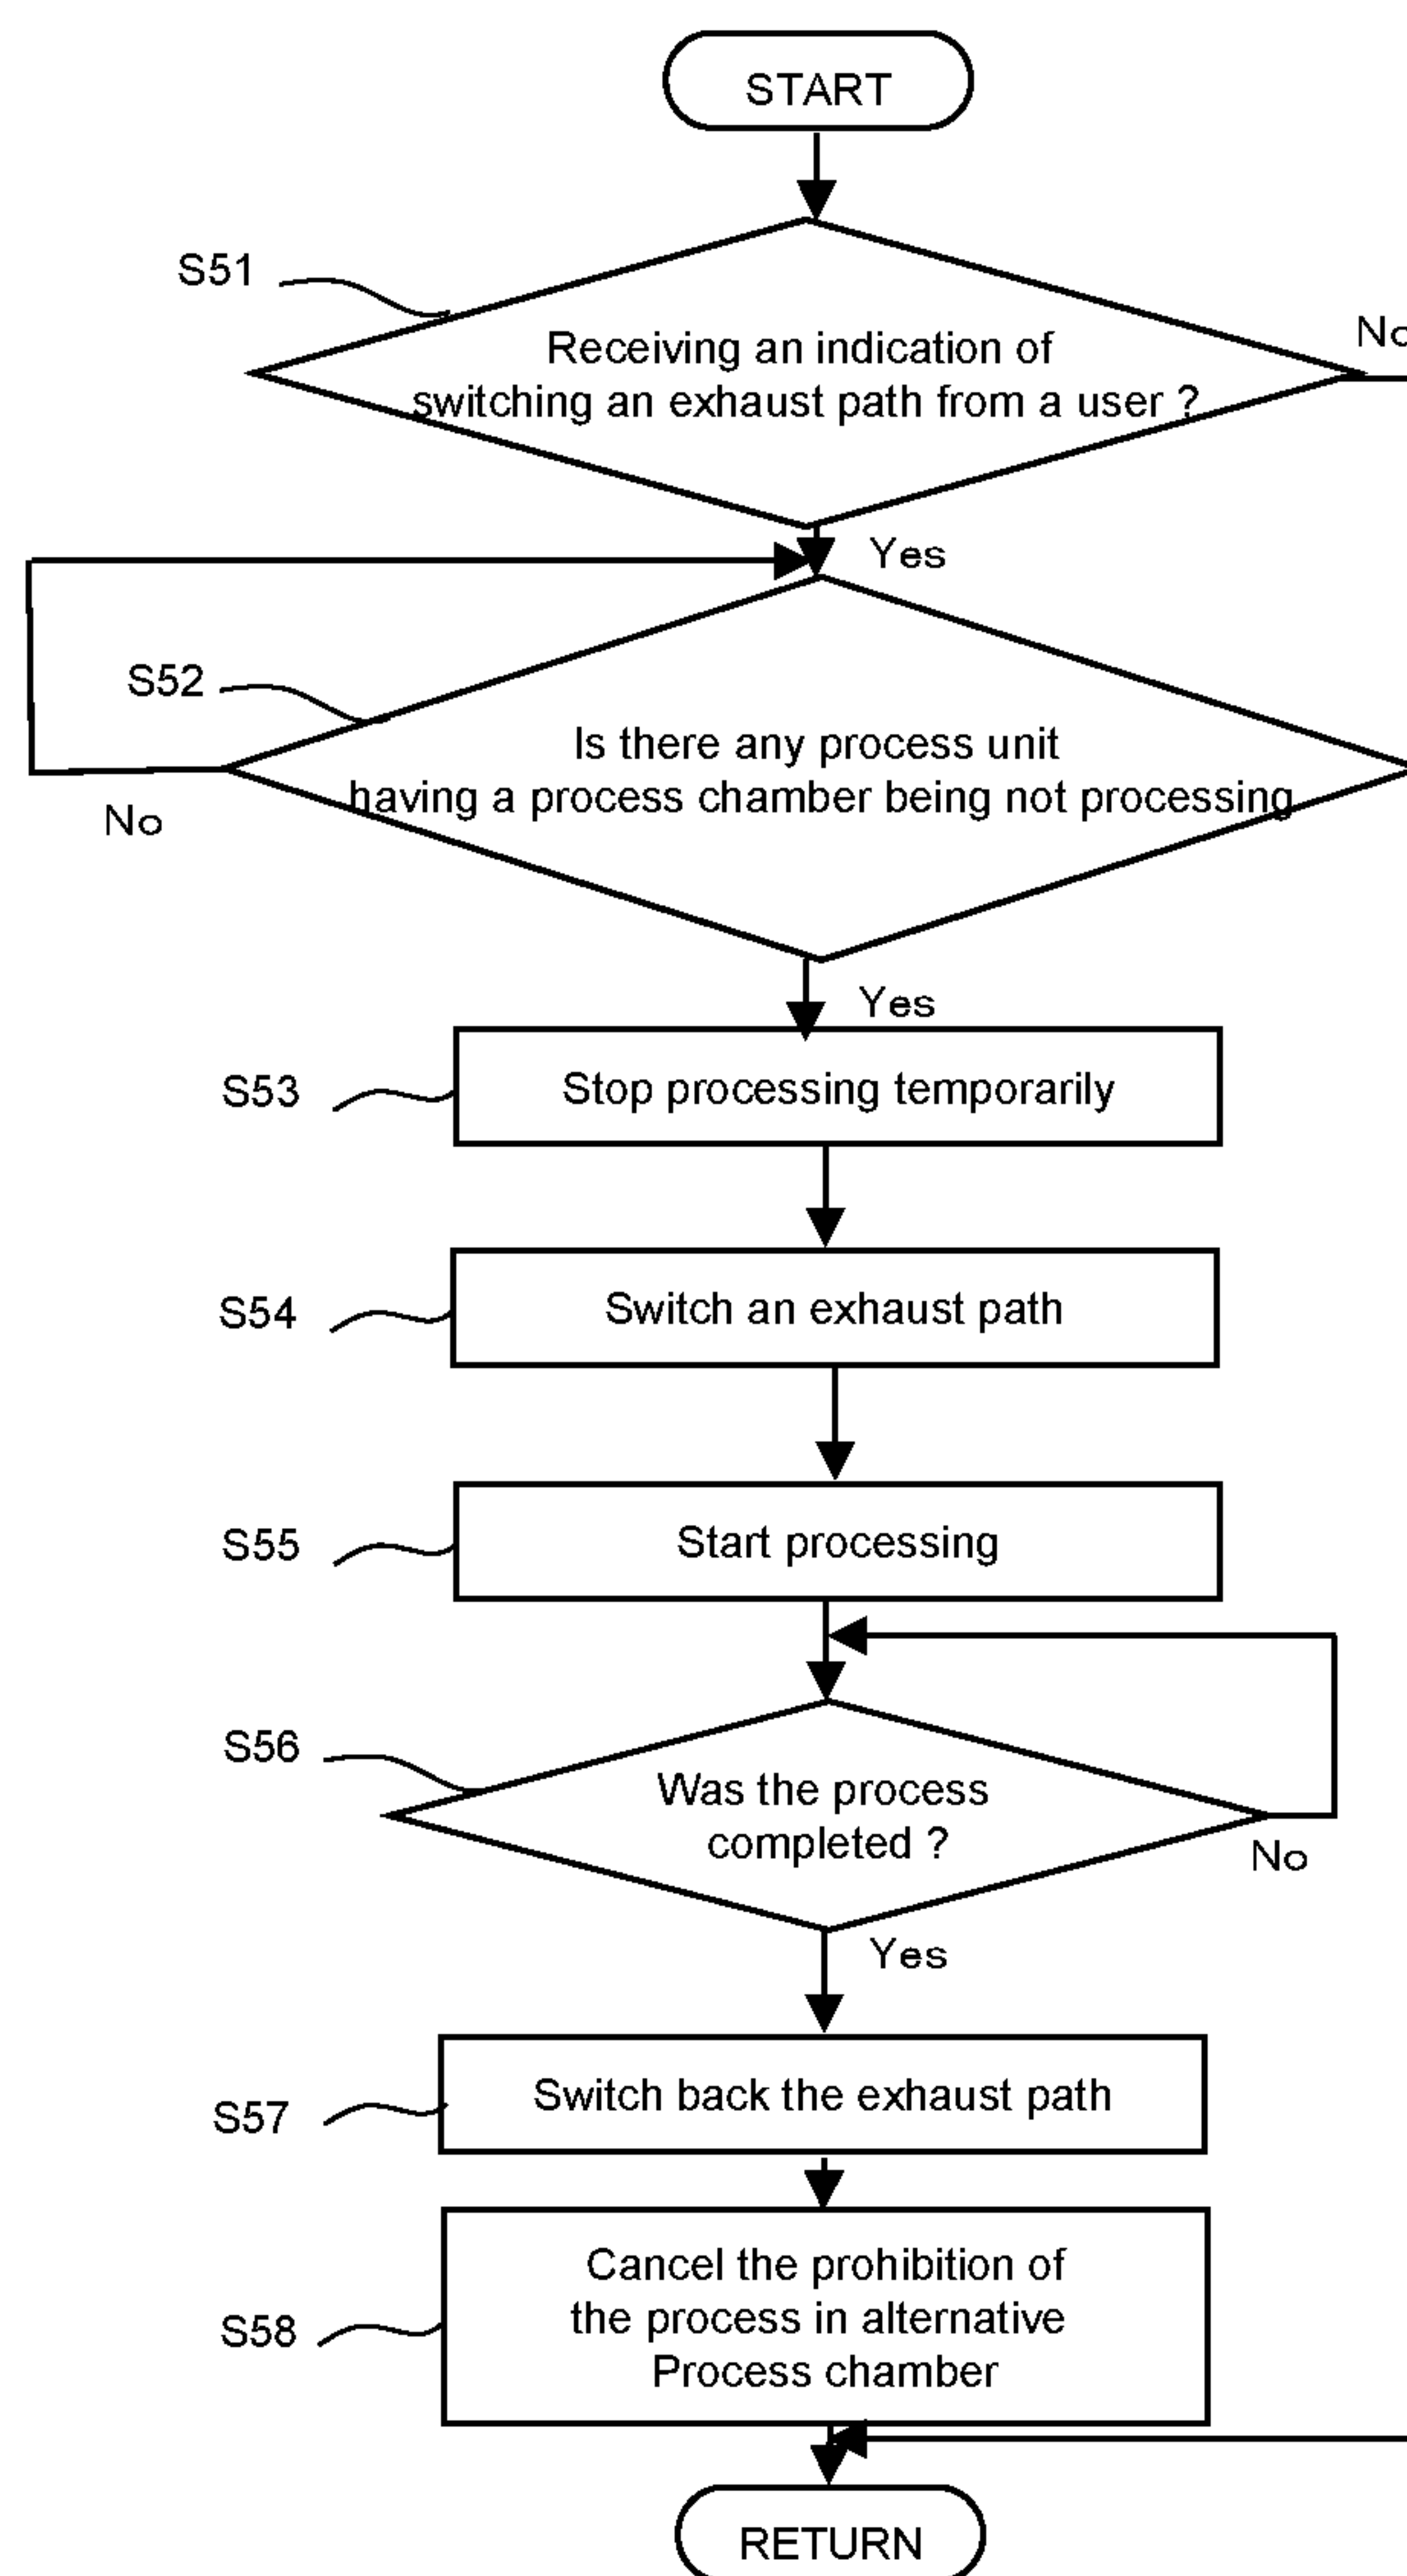 START
S51
Receiving an indication of
switching an exhaust path from a user ?
No
Yes
S52
Is there any process unit
having a process chamber being not processing
No
Yes
S53
Stop processing temporarily
S54
Switch an exhaust path
S55
Start processing
S56
Was the process
completed ?
No
Yes
S57
Switch back the exhaust path
S58
Cancel the prohibition of
the process in alternative
Process chamber
RETURN